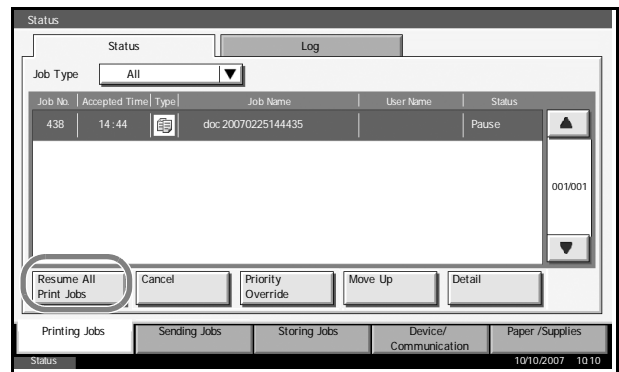 Status
Status Log
Job Type All
Job No. Accepted Time Type Job Name User Name Status
438 14:44 doc 20070225144435 Pause
001/001
Resume All Print Jobs Cancel Priority Override Move Up Detail
Printing Jobs Sending Jobs Storing Jobs Device/ Communication Paper /Supplies
Status 10/10/2007 10:10